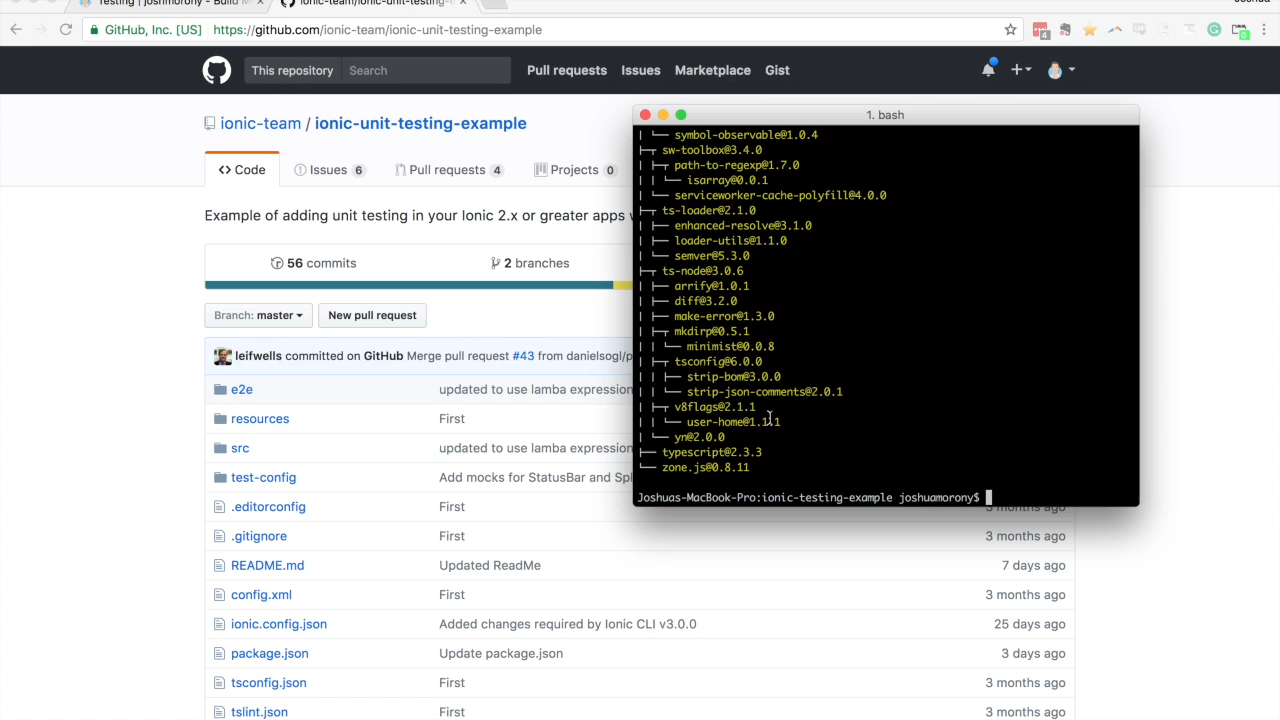 Testing | joshmorony - Build M
ionic-team/ionic-unit-testing-e
Joshua
GitHub, Inc. [US] https://github.com/ionic-team/ionic-unit-testing-example
This repository Search Pull requests Issues Marketplace Gist
ionic-team / ionic-unit-testing-example
Code Issues 6 Pull requests 4 Projects 0
Example of adding unit testing in your Ionic 2.x or greater apps
56 commits 2 branches
Branch: master New pull request
leifwells committed on GitHub Merge pull request #43 from danielsogl/p
e2e updated to use lamba expression
resources First
src updated to use lamba expression
test-config Add mocks for StatusBar and Spl
.editorconfig First 3 months ago
.gitignore First 3 months ago
README.md Updated ReadMe 7 days ago
config.xml First 3 months ago
ionic.config.json Added changes required by Ionic CLI v3.0.0 25 days ago
package.json Update package.json 3 days ago
tsconfig.json First 3 months ago
tslint.json First 3 months ago
1. bash
| └── symbol-observable@1.0.4
├─┬ sw-toolbox@3.4.0
| ├─┬ path-to-regexp@1.7.0
| | └── isarray@0.0.1
| └── serviceworker-cache-polyfill@4.0.0
├─┬ ts-loader@2.1.0
| ├── enhanced-resolve@3.1.0
| ├── loader-utils@1.1.0
| └── semver@5.3.0
├─┬ ts-node@3.0.6
| ├── arrify@1.0.1
| ├── diff@3.2.0
| ├── make-error@1.3.0
| ├─┬ mkdirp@0.5.1
| | └── minimist@0.0.8
| ├─┬ tsconfig@6.0.0
| | ├── strip-bom@3.0.0
| | └── strip-json-comments@2.0.1
| ├─┬ v8flags@2.1.1
| | └── user-home@1.1.1
| └── yn@2.0.0
├── typescript@2.3.3
└── zone.js@0.8.11
Joshuas-MacBook-Pro:ionic-testing-example joshuamorony$